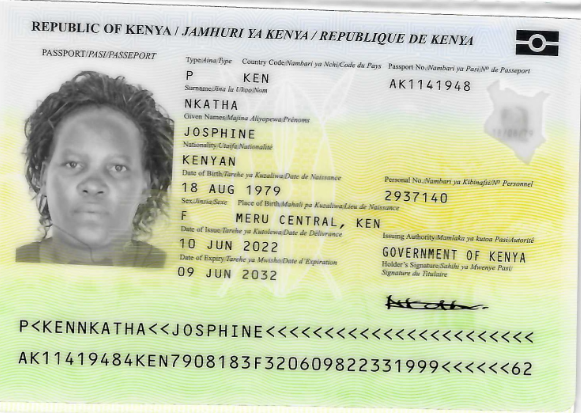 REPUBLIC OF KENYA / JAMHURI YA KENYA / REPUBLIQUE DE KENYA
PASSPORT/PASI/PASSEPORT
Type/Aina/Type Country Code/Nambari ya Nchi/Code du Pays Passport No./Nambari ya Pasi/Nº de Passeport
P KEN AK1141948
Surname/Jina la Ukoo/Nom
NKATHA
Given Names/Majina Aliyopewa/Prénoms
JOSPHINE
Nationality/Utaifa/Nationalité
KENYAN
Date of Birth/Tarehe ya Kuzaliwa/Date de Naissance Personal No./Nambari ya Kibinafsi/Nº Personnel
18 AUG 1979 2937140
Sex/Jinsia/Sexe Place of Birth/Mahali ya Kuzaliwa/Lieu de Naissance
F MERU CENTRAL, KEN
Date of Issue/Tarehe ya Kutolewa/Date de Délivrance Issuing Authority/Mamlaka ya kutoa Pasi/Autorité
10 JUN 2022 GOVERNMENT OF KENYA
Date of Expiry/Tarehe ya Mwisho/Date d'Expiration Holder's Signature/Sahihi ya Mwenye Pasi/
09 JUN 2032 Signature du Titulaire
P<KENNKATHA<<JOSPHINE<<<<<<<<<<<<<<<<<<<<<<<
AK11419484KEN7908183F320609822331999<<<<<<62